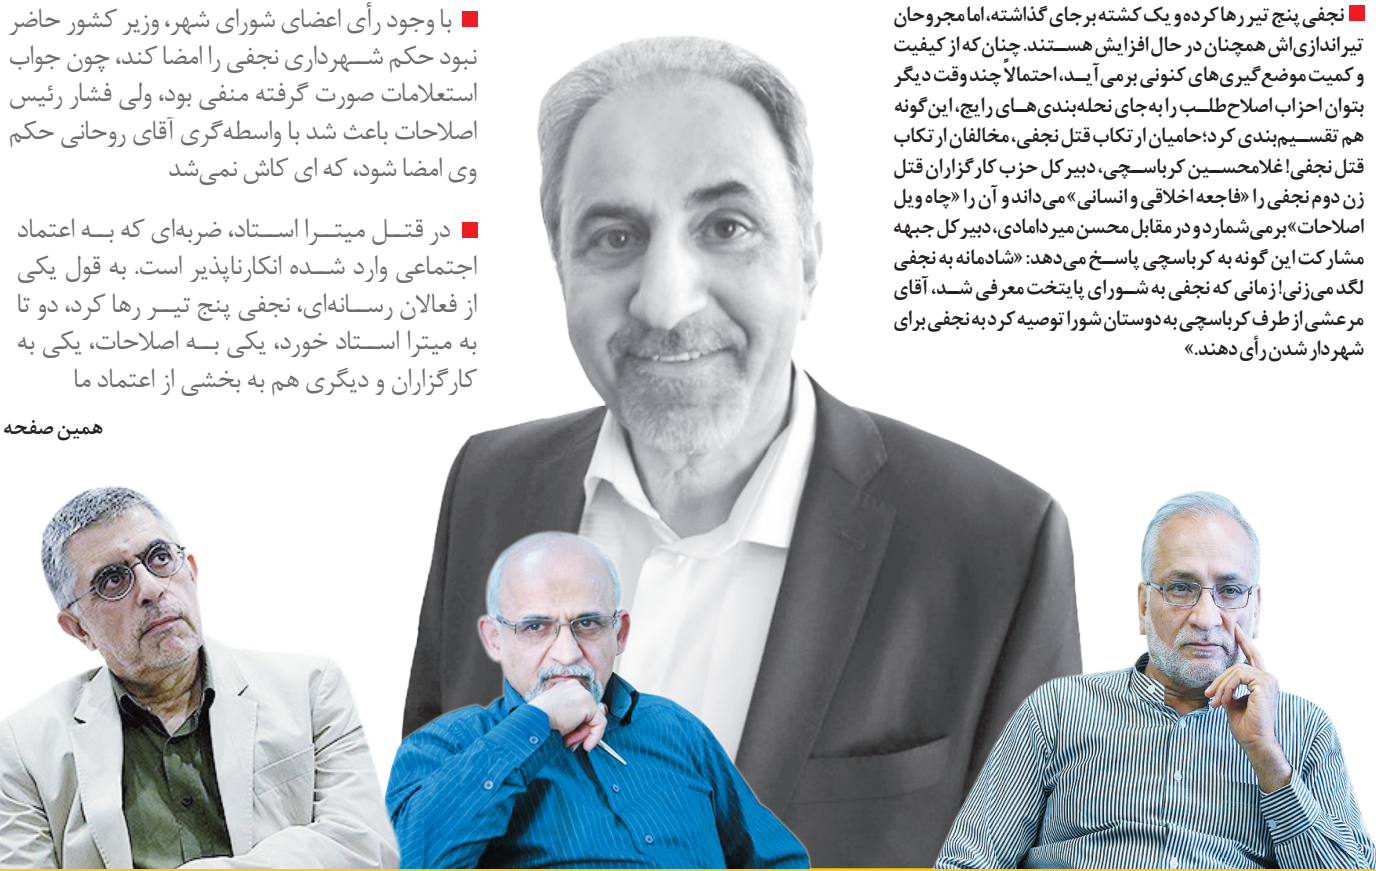 نجفی پنج تیر رها کرده و یک کشته برجای گذاشته، اما مجروحان
تیراندازی‌اش همچنان در حال افزایش هستند. چنان‌که از کیفیت
و کمیت موضع‌گیری‌های کنونی برمی‌آید، احتمالاً چند وقت دیگر
بتوان احزاب اصلاح‌طلب را به‌جای نحله‌بندی‌های رایج، این‌گونه
هم تقسیم‌بندی کرد؛ حامیان ارتکاب قتل نجفی، مخالفان ارتکاب
قتل نجفی! غلامحسین کرباسچی، دبیر کل حزب کارگزاران قتل
زن دوم نجفی را «فاجعه اخلاقی و انسانی» می‌داند و آن را «چاه ویل
اصلاحات» برمی‌شمارد و در مقابل محسن میردامادی، دبیر کل جبهه
مشارکت این گونه به کرباسچی پاسخ می‌دهد: «شادمانه به نجفی
لگد می‌زنی! زمانی که نجفی به شورای پایتخت معرفی شد، آقای
مرعشی از طرف کرباسچی به دوستان شورا توصیه کرد به نجفی برای
شهردار شدن رأی دهند.»
با وجود رأی اعضای شورای شهر، وزیر کشور حاضر
نبود حکم شهرداری نجفی را امضا کند، چون جواب
استعلامات صورت گرفته منفی بود، ولی فشار رئیس
اصلاحات باعث شد با واسطه‌گری آقای روحانی حکم
وی امضا شود، که ای کاش نمی‌شد
در قتل میترا استاد، ضربه‌ای که به اعتماد
اجتماعی وارد شده انکارناپذیر است. به قول یکی
از فعالان رسانه‌ای، نجفی پنج تیر رها کرد، دو تا
به میترا استاد خورد، یکی به اصلاحات، یکی به
کارگزاران و دیگری هم به بخشی از اعتماد ما
همین صفحه